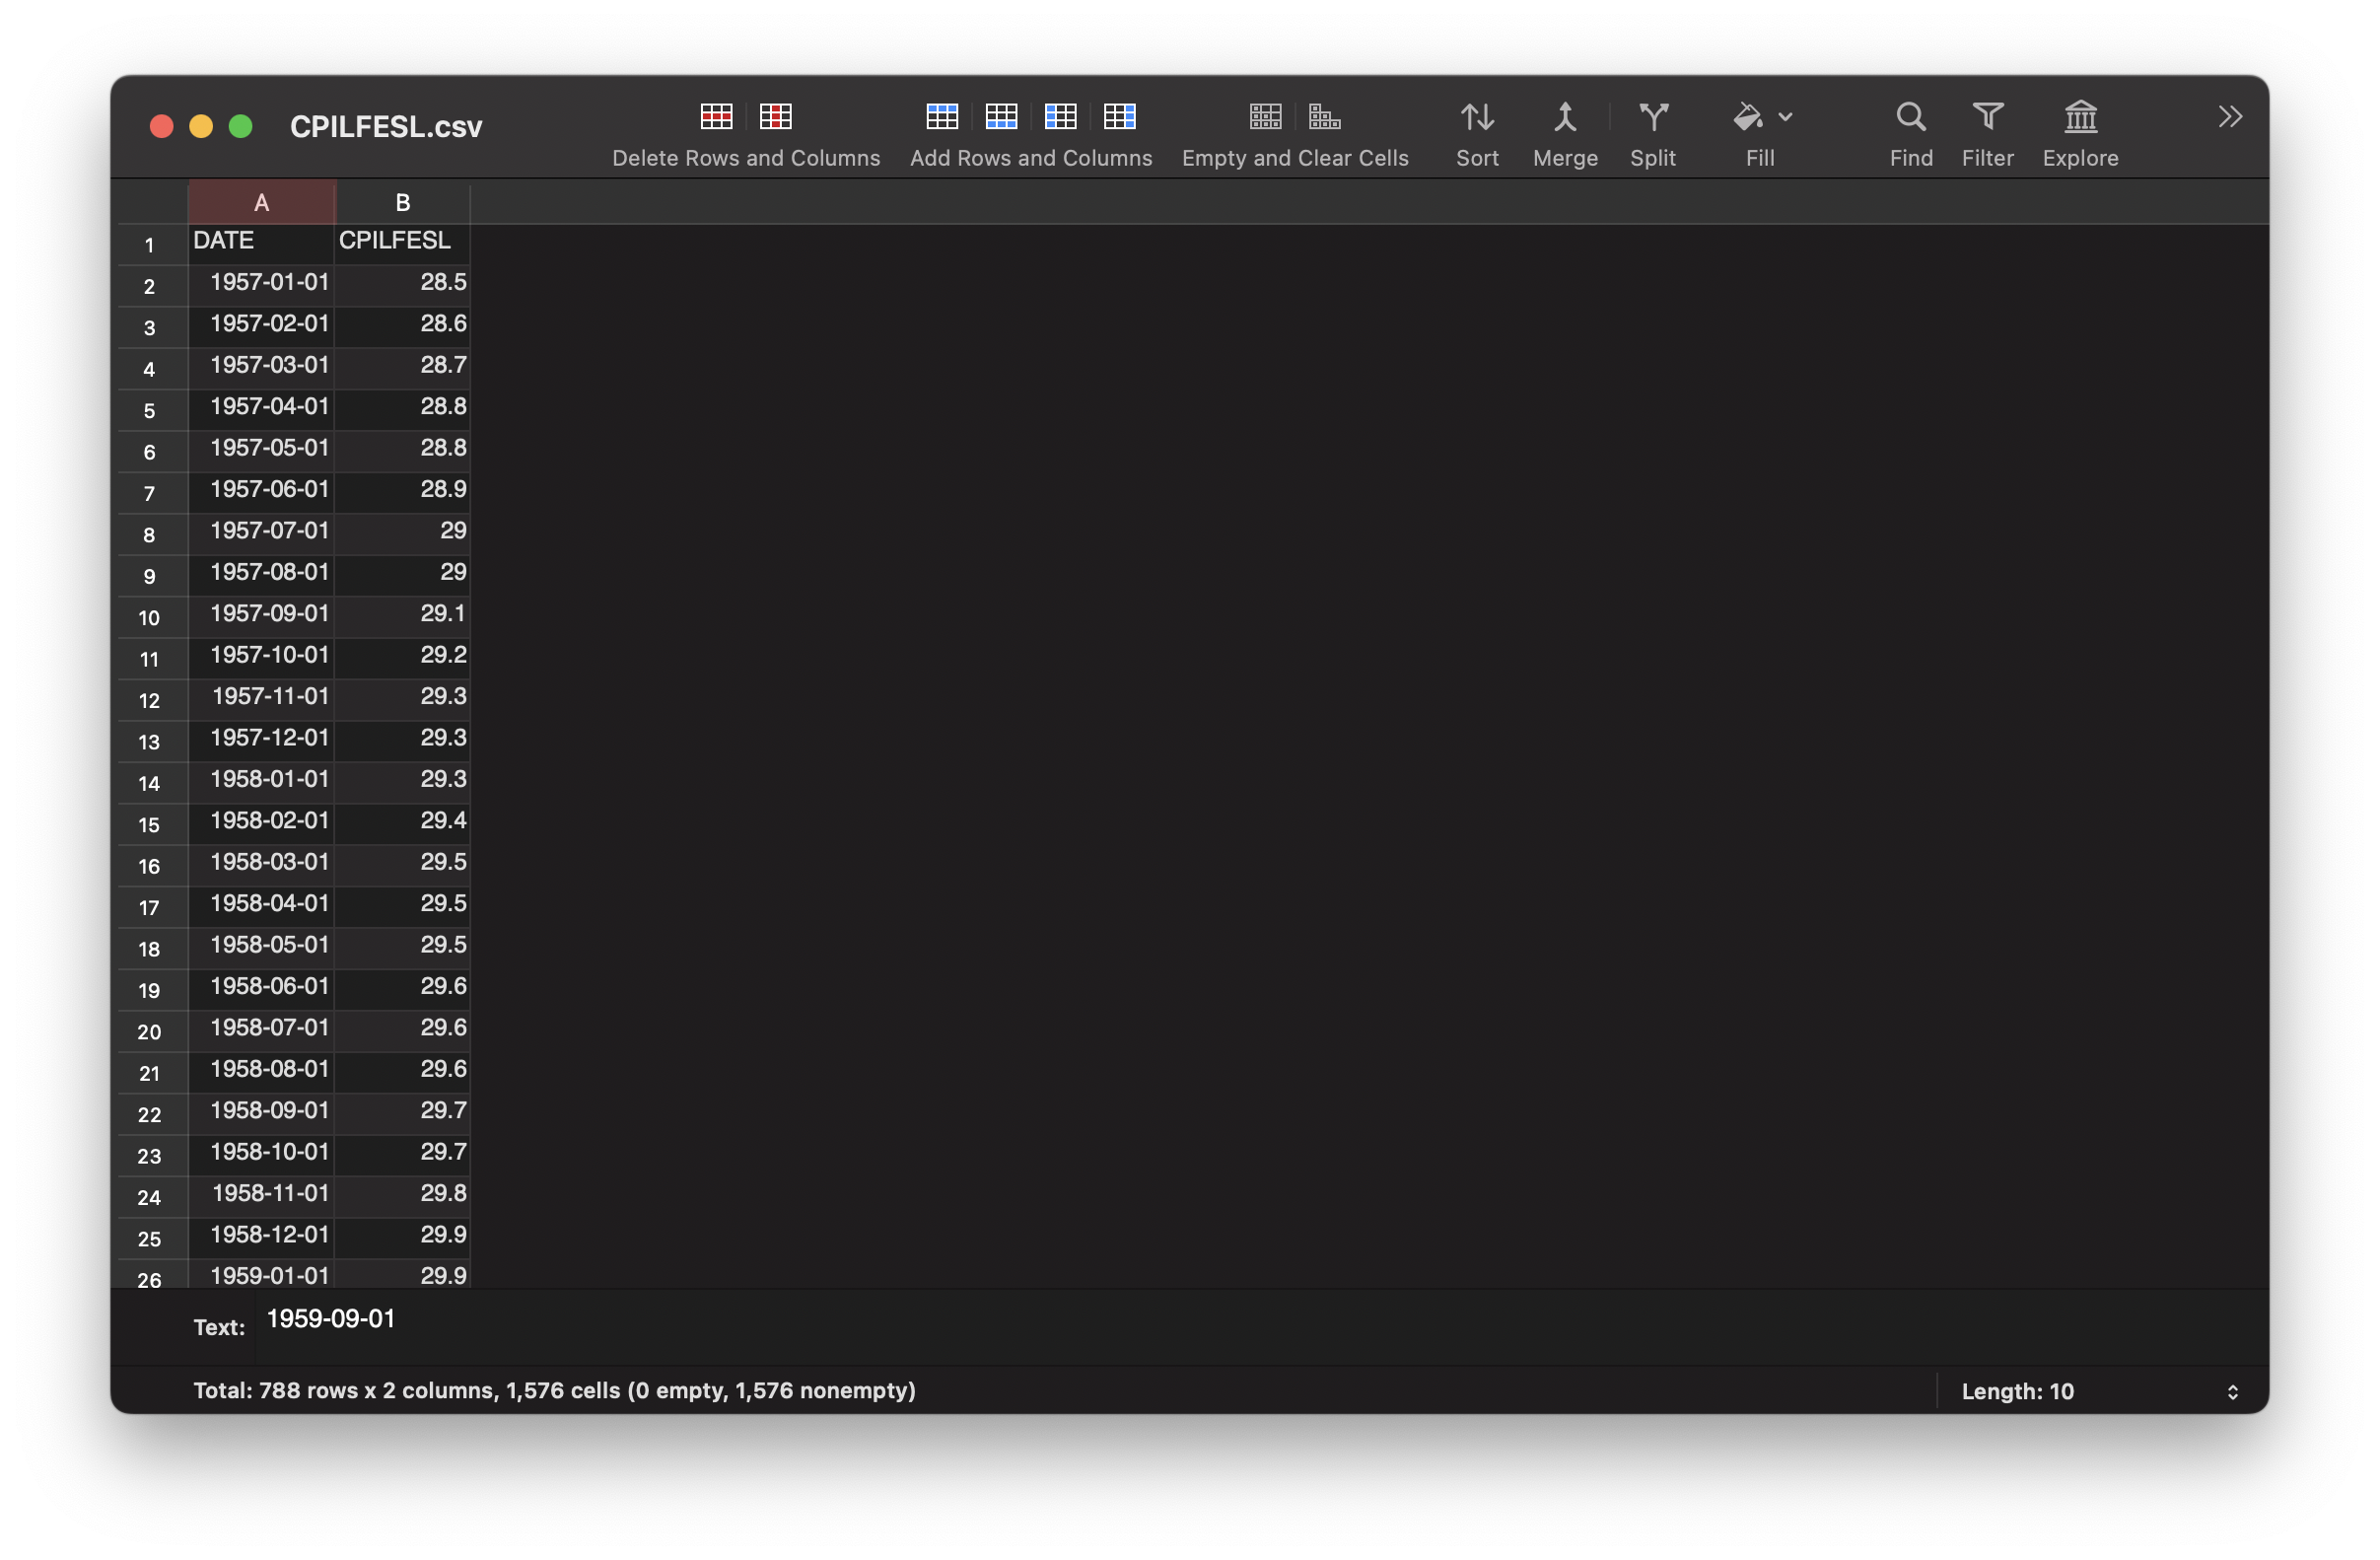 CPILFESL.csv
Delete Rows and Columns Add Rows and Columns Empty and Clear Cells Sort Merge Split Fill Find Filter Explore
A B
1 DATE CPILFESL
2 1957-01-01 28.5
3 1957-02-01 28.6
4 1957-03-01 28.7
5 1957-04-01 28.8
6 1957-05-01 28.8
7 1957-06-01 28.9
8 1957-07-01 29
9 1957-08-01 29
10 1957-09-01 29.1
11 1957-10-01 29.2
12 1957-11-01 29.3
13 1957-12-01 29.3
14 1958-01-01 29.3
15 1958-02-01 29.4
16 1958-03-01 29.5
17 1958-04-01 29.5
18 1958-05-01 29.5
19 1958-06-01 29.6
20 1958-07-01 29.6
21 1958-08-01 29.6
22 1958-09-01 29.7
23 1958-10-01 29.7
24 1958-11-01 29.8
25 1958-12-01 29.9
26 1959-01-01 29.9
Text: 1959-09-01
Total: 788 rows x 2 columns, 1,576 cells (0 empty, 1,576 nonempty) Length: 10